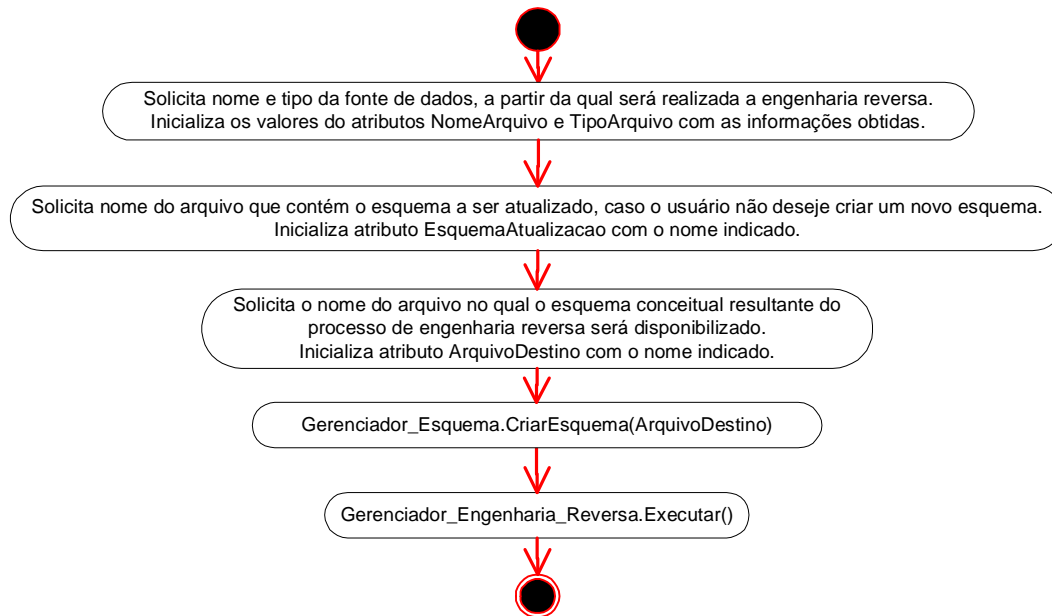 Solicita nome e tipo da fonte de dados, a partir da qual será realizada a engenharia reversa.
Inicializa os valores do atributos NomeArquivo e TipoArquivo com as informações obtidas.
Solicita nome do arquivo que contém o esquema a ser atualizado, caso o usuário não deseje criar um novo esquema.
Inicializa atributo EsquemaAtualizacao com o nome indicado.
Solicita o nome do arquivo no qual o esquema conceitual resultante do
processo de engenharia reversa será disponibilizado.
Inicializa atributo ArquivoDestino com o nome indicado.
Gerenciador_Esquema.CriarEsquema(ArquivoDestino)
Gerenciador_Engenharia_Reversa.Executar()